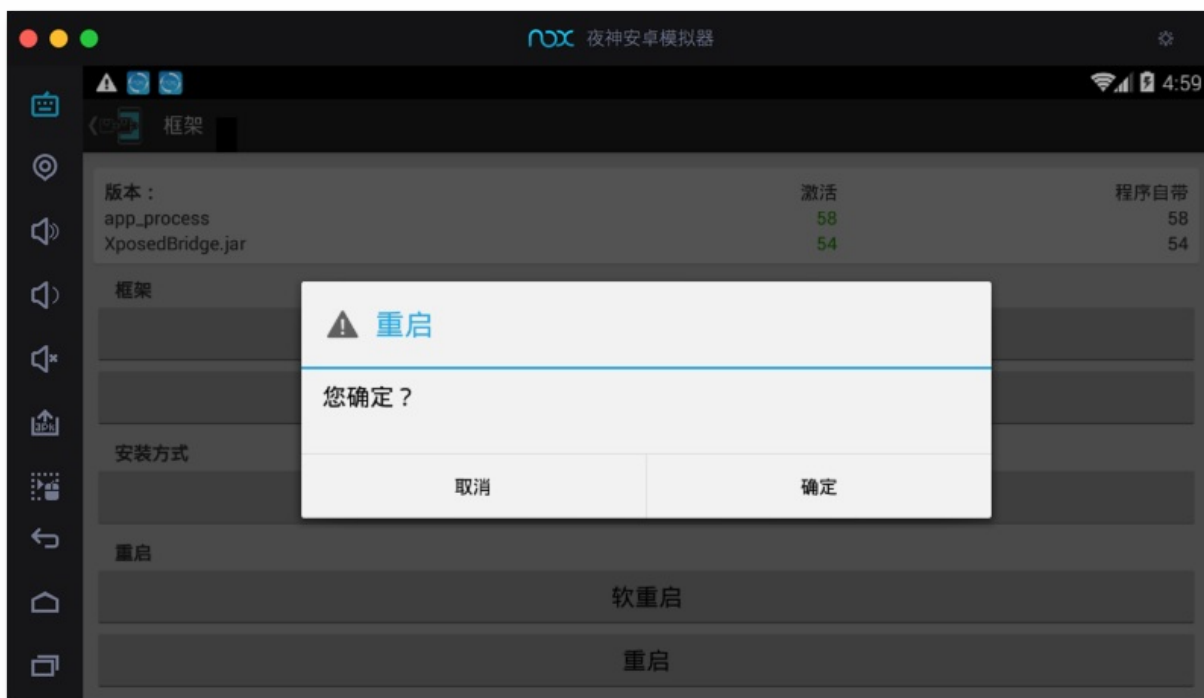 nox 夜神安卓模拟器
4:59
框架
版本： 激活 程序自带
app_process 58 58
XposedBridge.jar 54 54
框架
重启
您确定？
安装方式
取消 确定
重启
软重启
重启